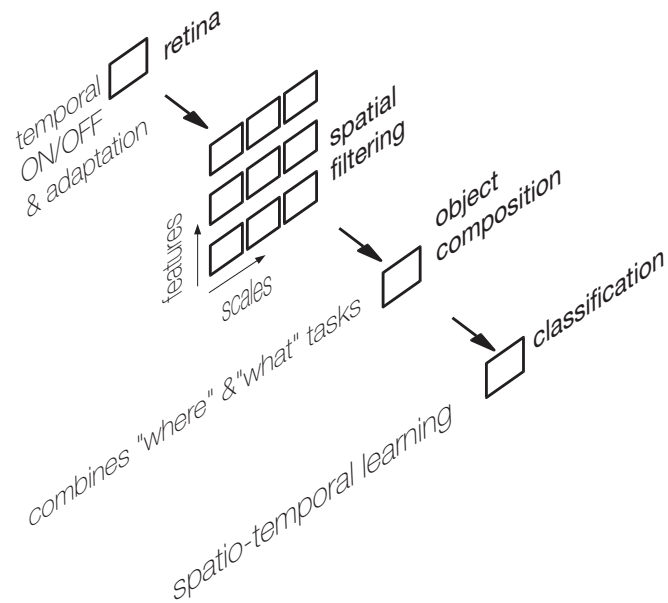 retina
temporal
ON/OFF
& adaptation
spatial
filtering
features
scales
object
composition
combines "where" &"what" tasks
classification
spatio-temporal learning